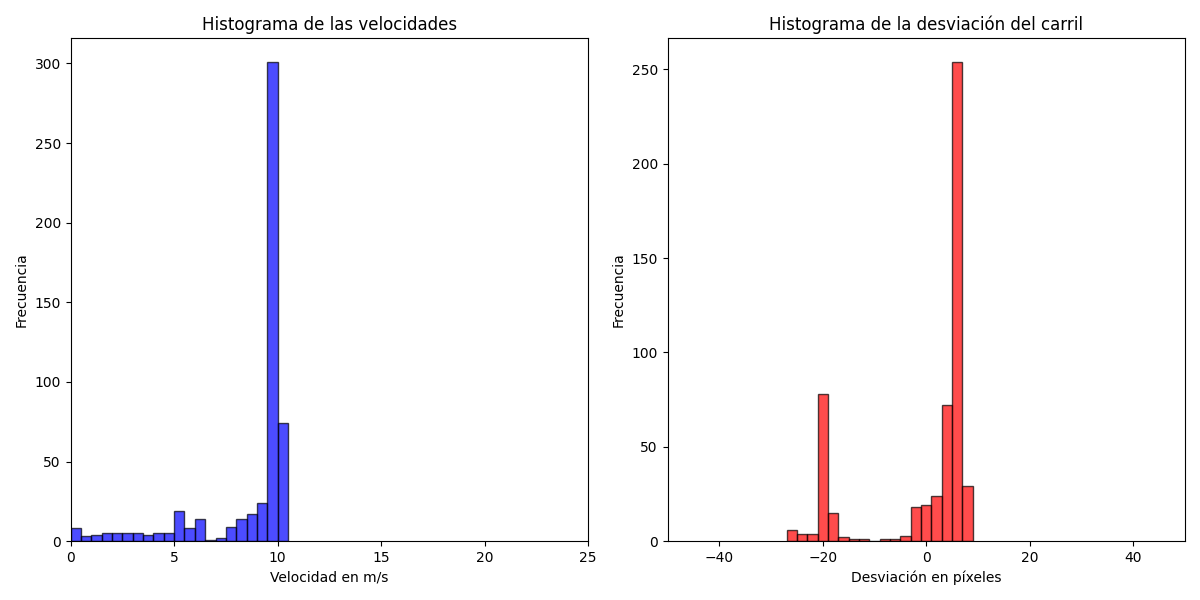 Histograma de las velocidades
300
250
200
150
100
50
0
Frecuencia
0 5 10 15 20 25
Velocidad en m/s
Histograma de la desviación del carril
250
200
150
100
50
0
Frecuencia
−40 −20 0 20 40
Desviación en píxeles